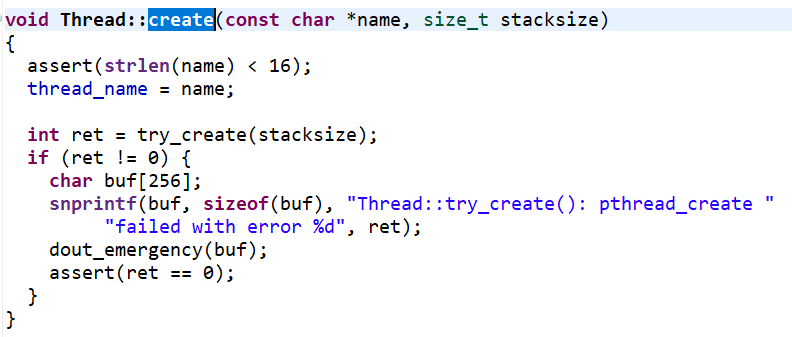 void Thread::create(const char *name, size_t stacksize)
{
  assert(strlen(name) < 16);
  thread_name = name;

  int ret = try_create(stacksize);
  if (ret != 0) {
    char buf[256];
    snprintf(buf, sizeof(buf), "Thread::try_create(): pthread_create "
         "failed with error %d", ret);
    dout_emergency(buf);
    assert(ret == 0);
  }
}